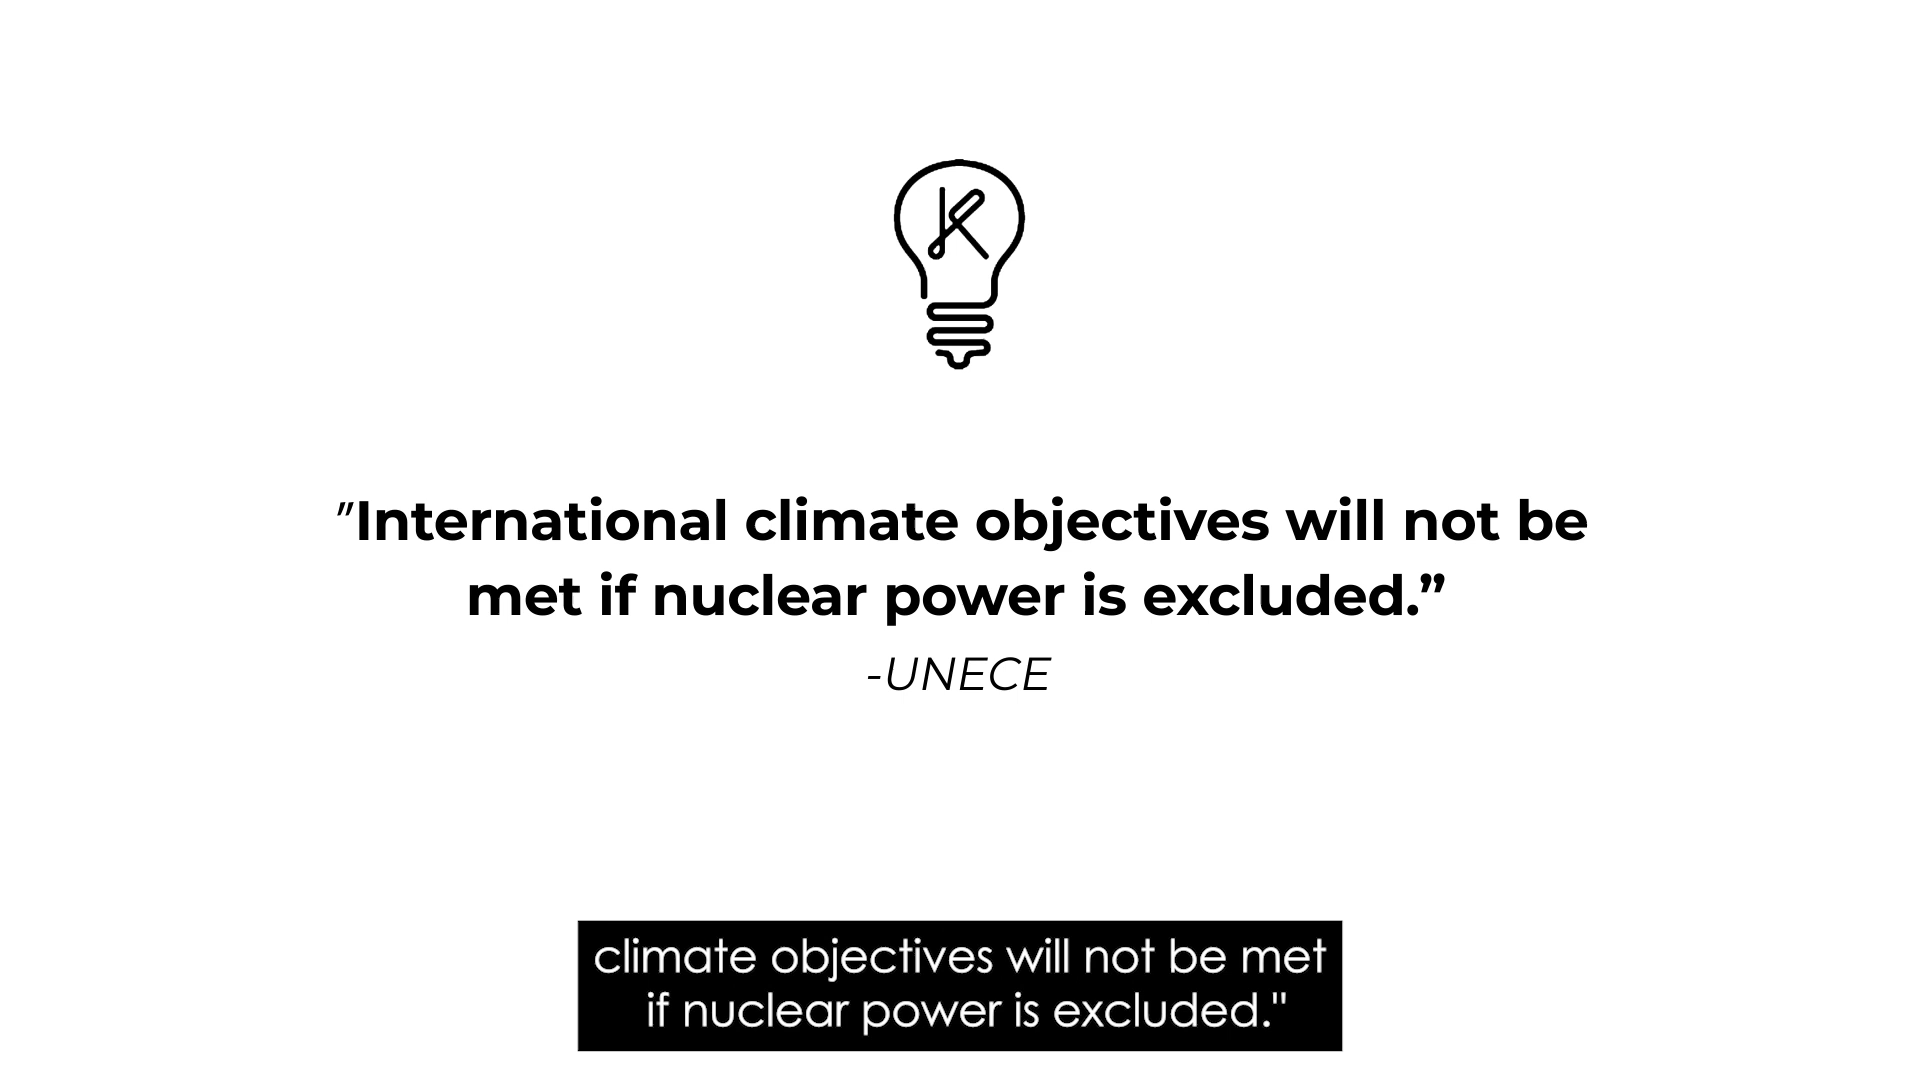 "International climate objectives will not be
met if nuclear power is excluded.”
-UNECE
climate objectives will not be met
if nuclear power is excluded."